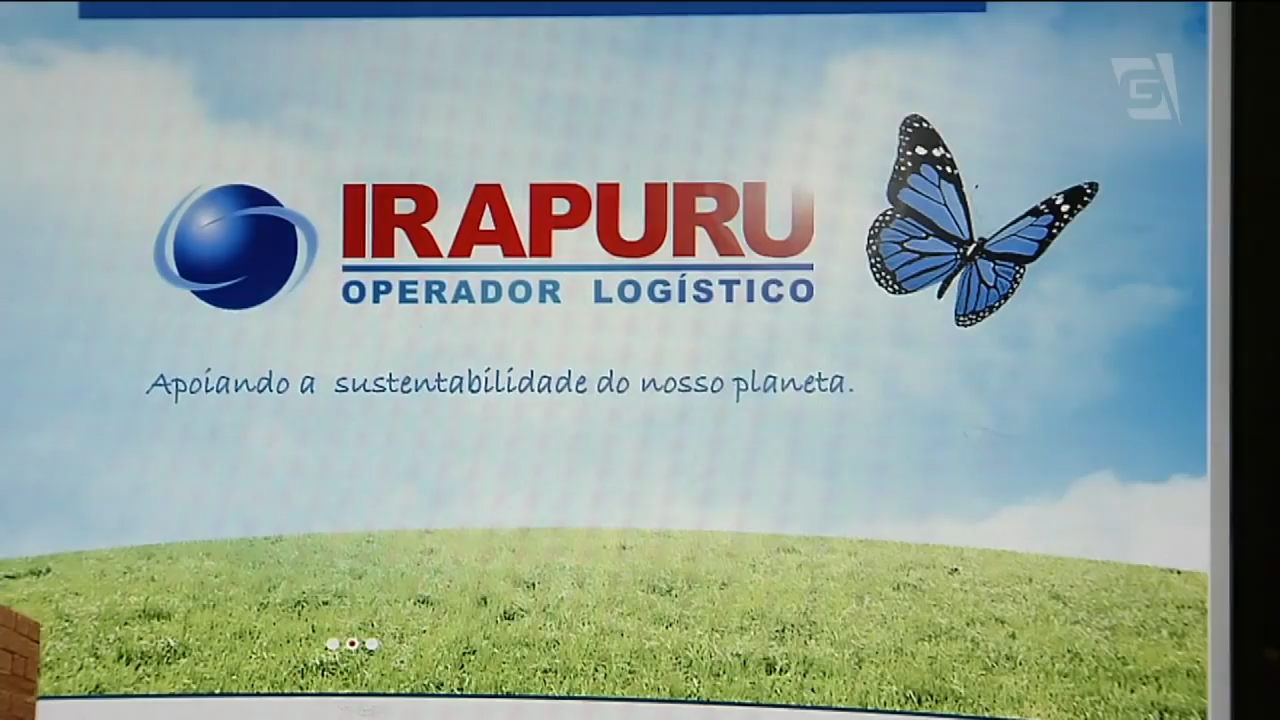 IRAPURU
OPERADOR LOGÍSTICO
Apoiando a sustentabilidade do nosso planeta.